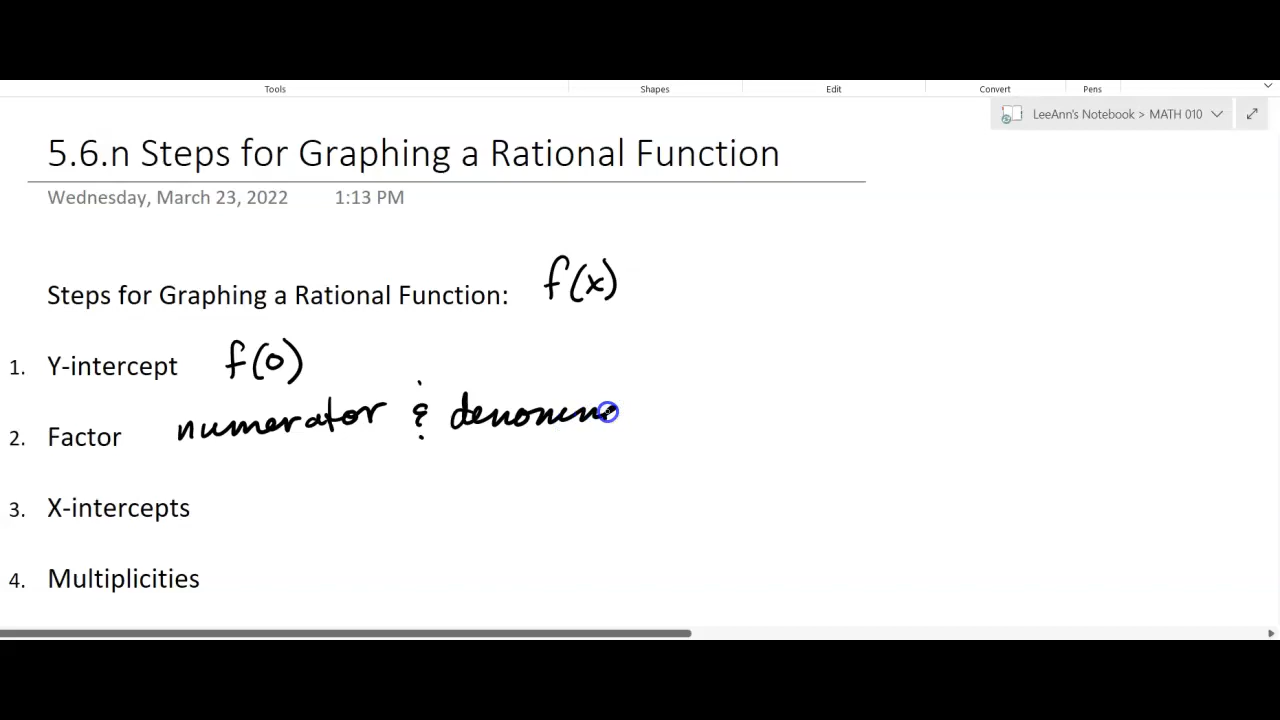 Tools Shapes Edit Convert Pens
LeeAnn's Notebook > MATH 010
5.6.n Steps for Graphing a Rational Function
Wednesday, March 23, 2022 1:13 PM
Steps for Graphing a Rational Function: f(x)
1. Y-intercept f(0)
2. Factor numerator & denomina
3. X-intercepts
4. Multiplicities